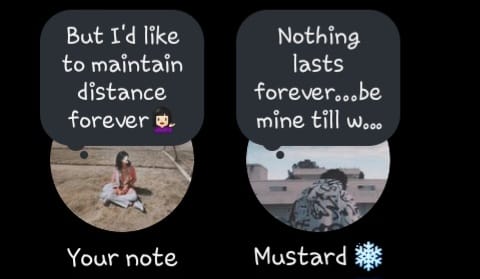 But I'd like
to maintain
distance
forever💁🏻‍♀️
Nothing
lasts
forever...be
mine till w...
Your note
Mustard ❄️